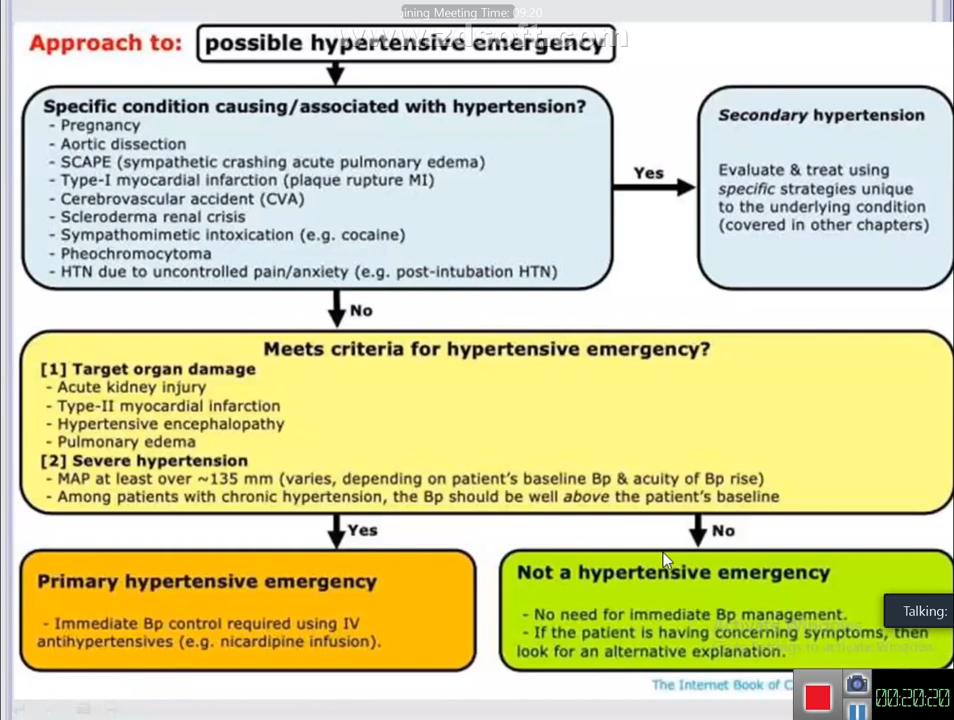 ining Meeting Time: 09:20
www.zdsoft.com
Approach to: possible hypertensive emergency
Specific condition causing/associated with hypertension?
- Pregnancy
- Aortic dissection
- SCAPE (sympathetic crashing acute pulmonary edema)
- Type-I myocardial infarction (plaque rupture MI)
- Cerebrovascular accident (CVA)
- Scleroderma renal crisis
- Sympathomimetic intoxication (e.g. cocaine)
- Pheochromocytoma
- HTN due to uncontrolled pain/anxiety (e.g. post-intubation HTN)
Yes
Secondary hypertension
Evaluate & treat using
specific strategies unique
to the underlying condition
(covered in other chapters)
No
Meets criteria for hypertensive emergency?
[1] Target organ damage
- Acute kidney injury
- Type-II myocardial infarction
- Hypertensive encephalopathy
- Pulmonary edema
[2] Severe hypertension
- MAP at least over ~135 mm (varies, depending on patient's baseline Bp & acuity of Bp rise)
- Among patients with chronic hypertension, the Bp should be well above the patient's baseline
Yes
No
Primary hypertensive emergency
- Immediate Bp control required using IV
antihypertensives (e.g. nicardipine infusion).
Not a hypertensive emergency
- No need for immediate Bp management.
- If the patient is having concerning symptoms, then
look for an alternative explanation.
Talking:
The Internet Book of C
00:20:20